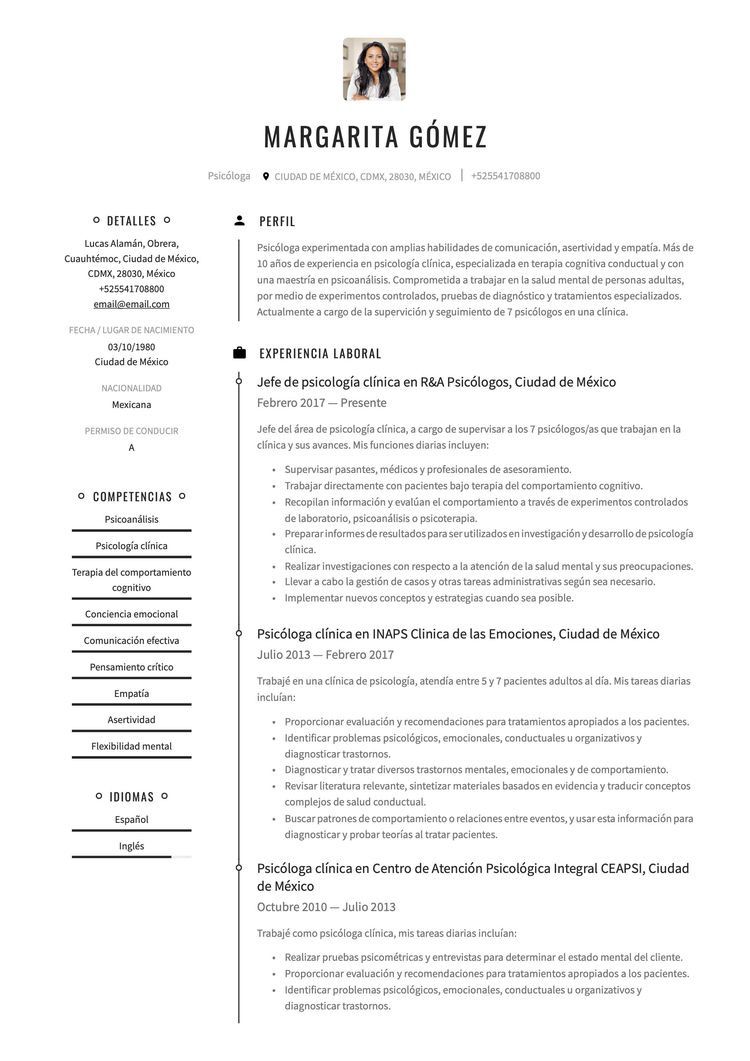 MARGARITA GÓMEZ
Psicóloga CIUDAD DE MÉXICO, CDMX, 28030, MÉXICO | +525541708800
DETALLES
Lucas Alamán, Obrera,
Cuauhtémoc, Ciudad de México,
CDMX, 28030, México
+525541708800
email@email.com
FECHA / LUGAR DE NACIMIENTO
03/10/1980
Ciudad de México
NACIONALIDAD
Mexicana
PERMISO DE CONDUCIR
A
COMPETENCIAS
Psicoanálisis
Psicología clínica
Terapia del comportamiento
cognitivo
Conciencia emocional
Comunicación efectiva
Pensamiento crítico
Empatía
Asertividad
Flexibilidad mental
IDIOMAS
Español
Inglés
PERFIL
Psicóloga experimentada con amplias habilidades de comunicación, asertividad y empatía. Más de
10 años de experiencia en psicología clínica, especializada en terapia cognitiva conductual y con
una maestría en psicoanálisis. Comprometida a trabajar en la salud mental de personas adultas,
por medio de experimentos controlados, pruebas de diagnóstico y tratamientos especializados.
Actualmente a cargo de la supervición y seguimiento de 7 psicólogos en una clínica.
EXPERIENCIA LABORAL
Jefe de psicología clínica en R&A Psicólogos, Ciudad de México
Febrero 2017 — Presente
Jefe del área de psicología clínica, a cargo de supervisar a los 7 psicólogos/as que trabajan en la
clínica y sus avances. Mis funciones diarias incluyen:
• Supervisar pasantes, médicos y profesionales de asesoramiento.
• Trabajar directamente con pacientes bajo terapia del comportamiento cognitivo.
• Recopilan información y evalúan el comportamiento a través de experimentos controlados
de laboratorio, psicoanálisis o psicoterapia.
• Preparar informes de resultados para ser utilizados en investigación y desarrollo de psicología
clínica.
• Realizar investigaciones con respecto a la atención de la salud mental y sus preocupaciones.
• Llevar a cabo la gestión de casos y otras tareas administrativas según sea necesario.
• Implementar nuevos conceptos y estrategias cuando sea posible.
Psicóloga clínica en INAPS Clinica de las Emociones, Ciudad de México
Julio 2013 — Febrero 2017
Trabajé en una clínica de psicología, atendía entre 5 y 7 pacientes adultos al día. Mis tareas diarias
incluían:
• Proporcionar evaluación y recomendaciones para tratamientos apropiados a los pacientes.
• Identificar problemas psicológicos, emocionales, conductuales u organizativos y
diagnosticar trastornos.
• Diagnosticar y tratar diversos trastornos mentales, emocionales y de comportamiento.
• Revisar literatura relevante, sintetizar materiales basados en evidencia y traducir conceptos
complejos de salud conductual.
• Buscar patrones de comportamiento o relaciones entre eventos, y usar esta información para
diagnosticar y probar teorías al tratar pacientes.
Psicóloga clínica en Centro de Atención Psicológica Integral CEAPSI, Ciudad
de México
Octubre 2010 — Julio 2013
Trabajé como psicóloga clínica, mis tareas diarias incluían:
• Realizar pruebas psicométricas y entrevistas para determinar el estado mental del cliente.
• Proporcionar evaluación y recomendaciones para tratamientos apropiados a los pacientes.
• Identificar problemas psicológicos, emocionales, conductuales u organizativos y
diagnosticar trastornos.